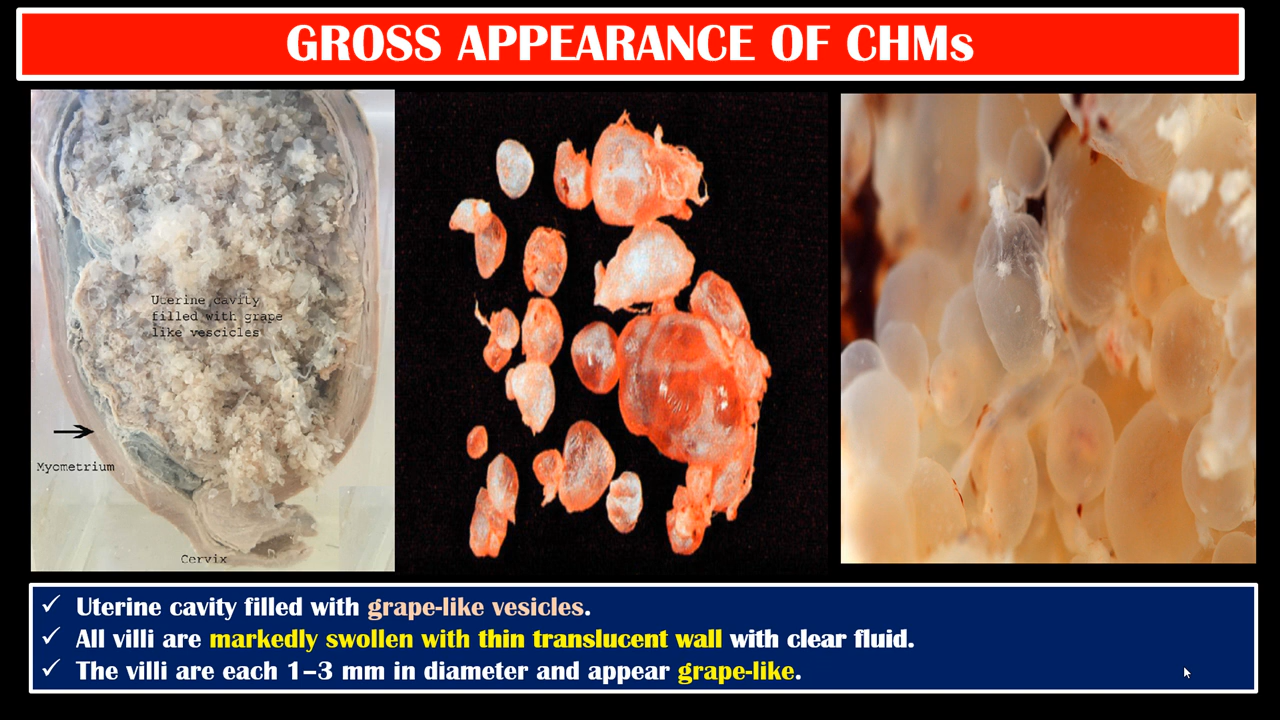 GROSS APPEARANCE OF CHMs
Uterine cavity
filled with grape
like vescicles
Myometrium
Cervix
✓ Uterine cavity filled with grape-like vesicles.
✓ All villi are markedly swollen with thin translucent wall with clear fluid.
✓ The villi are each 1–3 mm in diameter and appear grape-like.